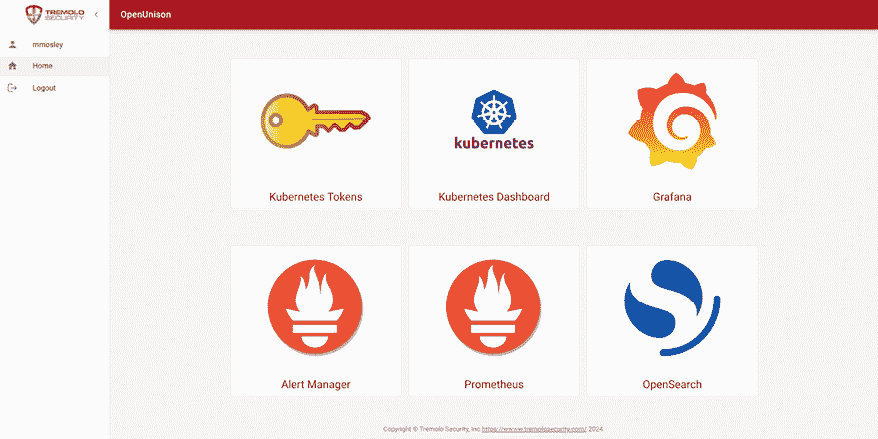 TREMOLO
SECURITY
OpenUnison
mmosley
Home
Logout
Kubernetes Tokens
kubernetes
Kubernetes Dashboard
Grafana
Alert Manager
Prometheus
OpenSearch
Copyright © Tremolo Security, Inc https://www.tremolosecurity.com/ 2024